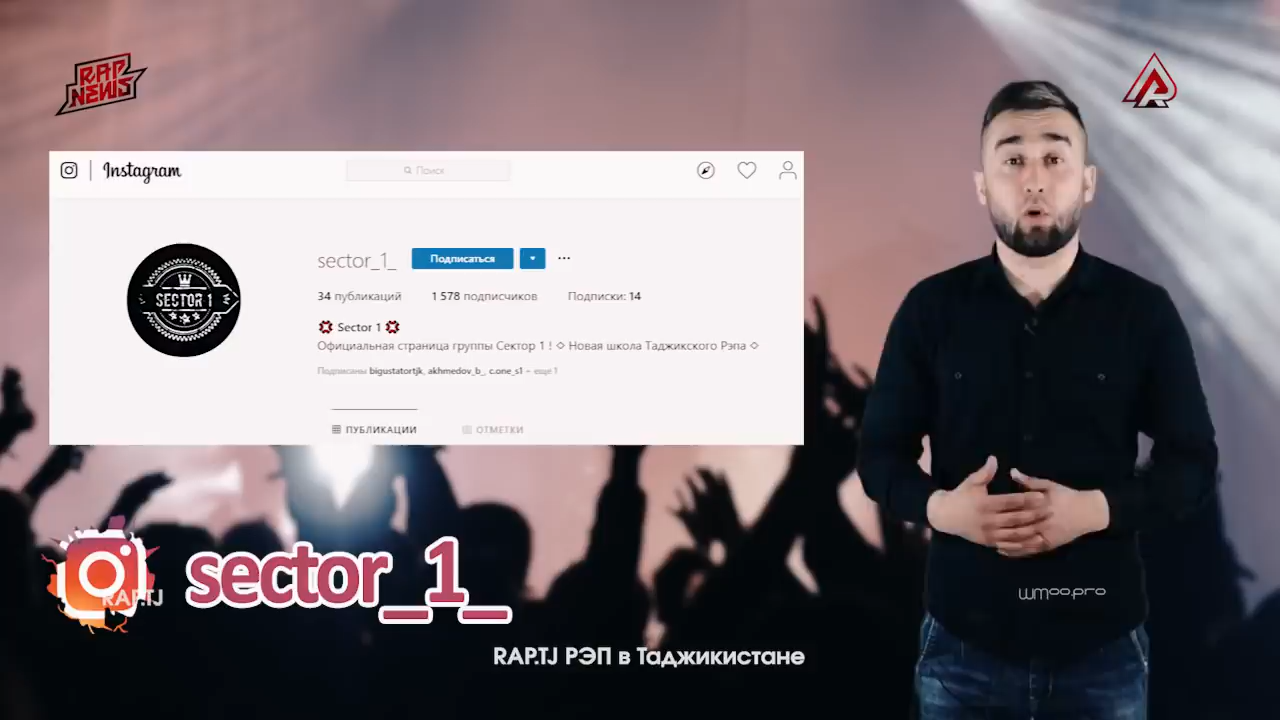 RAP
NEWS
Instagram
Поиск
sector_1_ Подписаться ...
34 публикаций 1 578 подписчиков Подписки: 14
Sector 1
Официальная страница группы Сектор 1 ! ◇ Новая школа Таджикского Рэпа ◇
Подписаны bigustatortjk, akhmedov_b_, c.one_s1 – еще 1
ПУБЛИКАЦИИ ОТМЕТКИ
SECTOR 1
sector_1_
RAP.TJ
wmoo.pro
RAP.TJ РЭП в Таджикистане